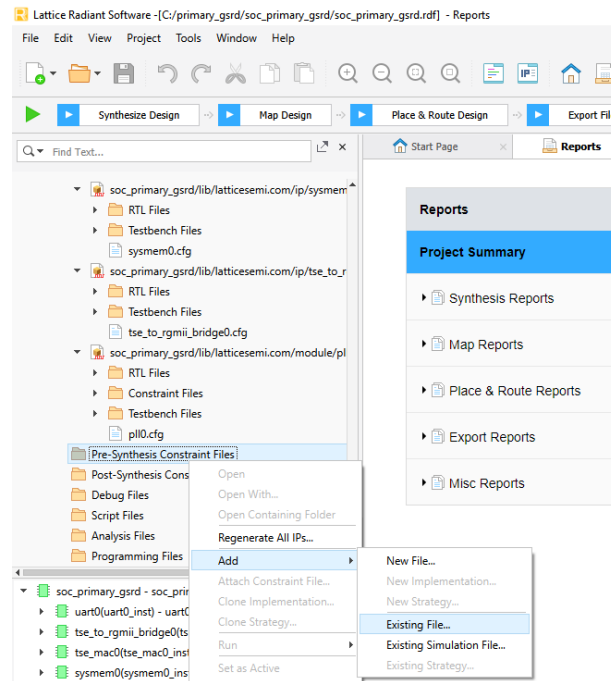 Lattice Radiant Software -[C:/primary_gsrd/soc_primary_gsrd/soc_primary_gsrd.rdf] - Reports
File Edit View Project Tools Window Help
IP
Synthesize Design Map Design Place & Route Design Export Fil
Find Text...
Start Page Reports
soc_primary_gsrd/lib/latticesemi.com/ip/sysmem
RTL Files
Testbench Files
sysmem0.cfg
soc_primary_gsrd/lib/latticesemi.com/ip/tse_to_r
RTL Files
Testbench Files
tse_to_rgmii_bridge0.cfg
soc_primary_gsrd/lib/latticesemi.com/module/pl
RTL Files
Constraint Files
Testbench Files
pll0.cfg
Pre-Synthesis Constraint Files
Post-Synthesis Cons
Debug Files
Script Files
Analysis Files
Programming Files
soc_primary_gsrd - soc_prir
uart0(uart0_inst) - uart
tse_to_rgmii_bridge0(ts
tse_mac0(tse_mac0_inst
sysmem0(sysmem0_ins
Reports
Project Summary
Synthesis Reports
Map Reports
Place & Route Reports
Export Reports
Misc Reports
Open
Open With...
Open Containing Folder
Regenerate All IPs...
Add
Attach Constraint File...
Clone Implementation...
Clone Strategy...
Run
Set as Active
New File...
New Implementation...
New Strategy...
Existing File...
Existing Simulation File...
Existing Strategy...